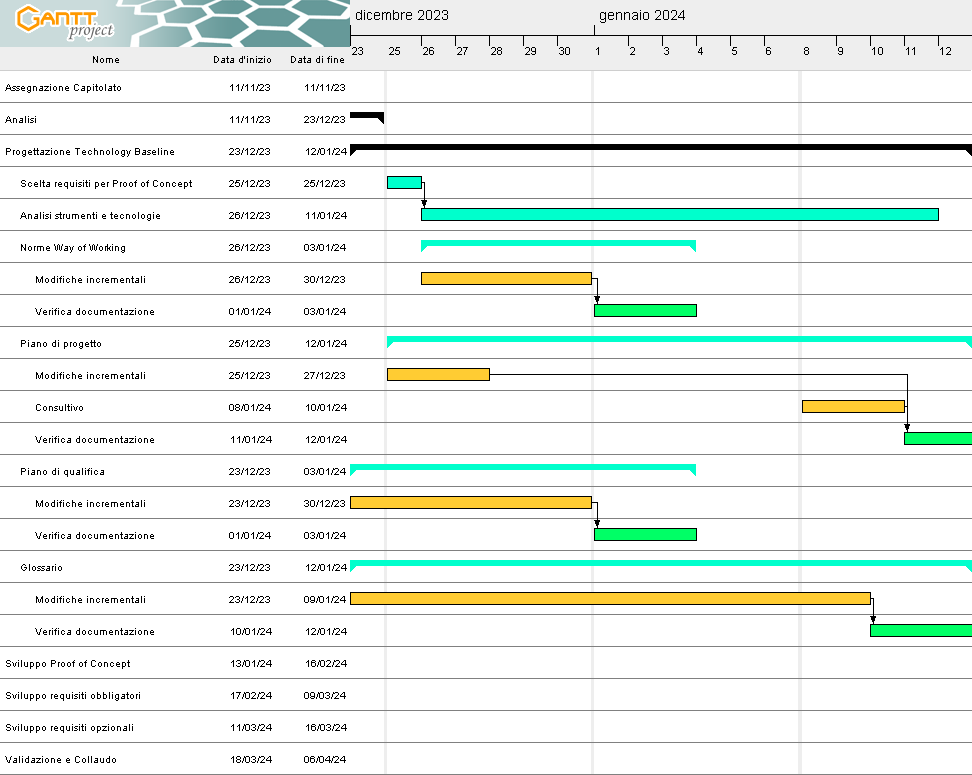 GANTT project
dicembre 2023 gennaio 2024
23 25 26 27 28 29 30 1 2 3 4 5 6 8 9 10 11 12
Nome Data d'inizio Data di fine
Assegnazione Capitolato 11/11/23 11/11/23
Analisi 11/11/23 23/12/23
Progettazione Technology Baseline 23/12/23 12/01/24
Scelta requisiti per Proof of Concept 25/12/23 25/12/23
Analisi strumenti e tecnologie 26/12/23 11/01/24
Norme Way of Working 26/12/23 03/01/24
Modifiche incrementali 26/12/23 30/12/23
Verifica documentazione 01/01/24 03/01/24
Piano di progetto 25/12/23 12/01/24
Modifiche incrementali 25/12/23 27/12/23
Consultivo 08/01/24 10/01/24
Verifica documentazione 11/01/24 12/01/24
Piano di qualifica 23/12/23 03/01/24
Modifiche incrementali 23/12/23 30/12/23
Verifica documentazione 01/01/24 03/01/24
Glossario 23/12/23 12/01/24
Modifiche incrementali 23/12/23 09/01/24
Verifica documentazione 10/01/24 12/01/24
Sviluppo Proof of Concept 13/01/24 16/02/24
Sviluppo requisiti obbligatori 17/02/24 09/03/24
Sviluppo requisiti opzionali 11/03/24 16/03/24
Validazione e Collaudo 18/03/24 06/04/24